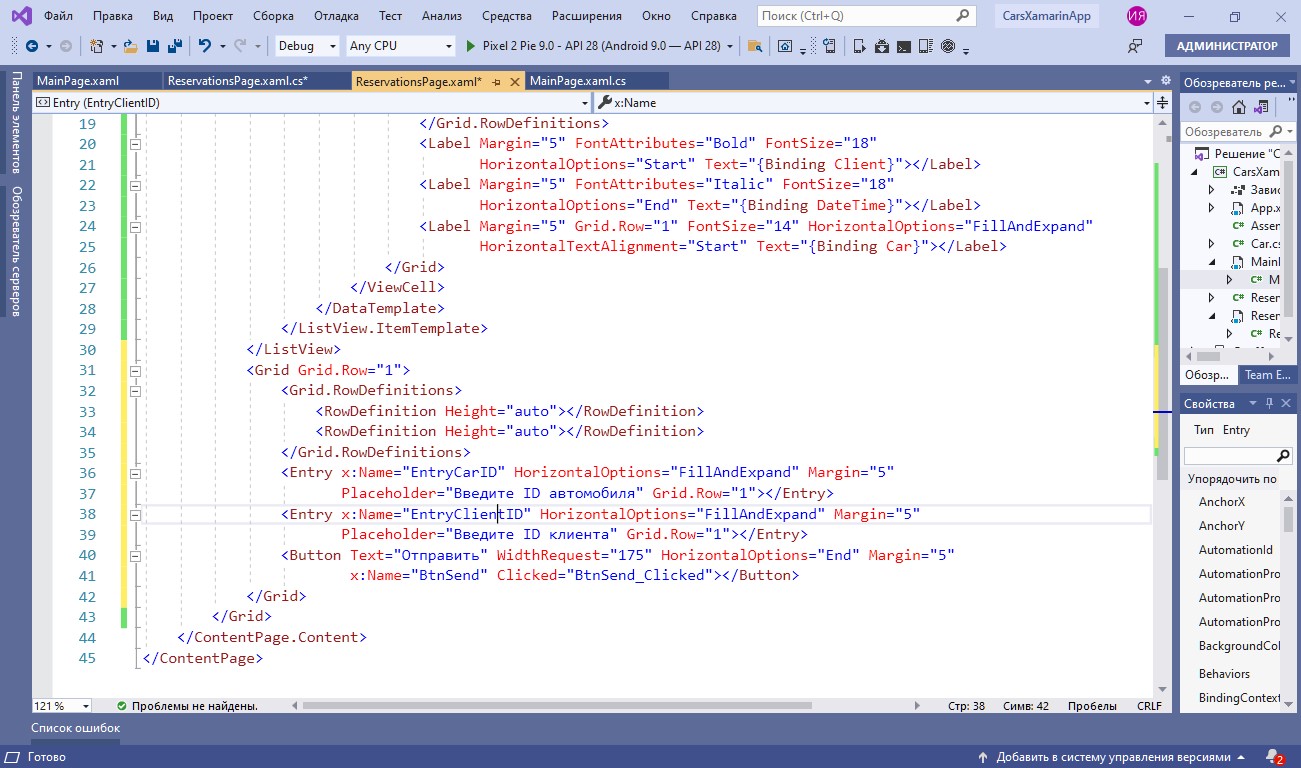 Файл Правка Вид Проект Сборка Отладка Тест Анализ Средства Расширения Окно Справка Поиск (Ctrl+Q) CarsXamarinApp ИЯ
Debug Any CPU Pixel 2 Pie 9.0 - API 28 (Android 9.0 — API 28) АДМИНИСТРАТОР
MainPage.xaml ReservationsPage.xaml.cs* ReservationsPage.xaml* MainPage.xaml.cs
Entry (EntryClientID) x:Name
Панель элементов
Обозреватель серверов
19 </Grid.RowDefinitions>
20 <Label Margin="5" FontAttributes="Bold" FontSize="18"
21 HorizontalOptions="Start" Text="{Binding Client}"></Label>
22 <Label Margin="5" FontAttributes="Italic" FontSize="18"
23 HorizontalOptions="End" Text="{Binding DateTime}"></Label>
24 <Label Margin="5" Grid.Row="1" FontSize="14" HorizontalOptions="FillAndExpand"
25 HorizontalTextAlignment="Start" Text="{Binding Car}"></Label>
26 </Grid>
27 </ViewCell>
28 </DataTemplate>
29 </ListView.ItemTemplate>
30 </ListView>
31 <Grid Grid.Row="1">
32 <Grid.RowDefinitions>
33 <RowDefinition Height="auto"></RowDefinition>
34 <RowDefinition Height="auto"></RowDefinition>
35 </Grid.RowDefinitions>
36 <Entry x:Name="EntryCarID" HorizontalOptions="FillAndExpand" Margin="5"
37 Placeholder="Введите ID автомобиля" Grid.Row="1"></Entry>
38 <Entry x:Name="EntryClientID" HorizontalOptions="FillAndExpand" Margin="5"
39 Placeholder="Введите ID клиента" Grid.Row="1"></Entry>
40 <Button Text="Отправить" WidthRequest="175" HorizontalOptions="End" Margin="5"
41 x:Name="BtnSend" Clicked="BtnSend_Clicked"></Button>
42 </Grid>
43 </Grid>
44 </ContentPage.Content>
45 </ContentPage>
121 % Проблемы не найдены. Стр: 38 Симв: 42 Пробелы CRLF
Обозреватель ре...
Обозреватель
Решение "C
C# CarsXam
Завис
App.x
C# Assem
C# Car.cs
MainI
C# M
C# Reser
Reser
C# Re
Обозр... Team E...
Свойства
Тип Entry
Упорядочить по
AnchorX
AnchorY
AutomationId
AutomationPro
AutomationPro
AutomationPro
BackgroundCol
Behaviors
BindingContext
Список ошибок
Готово Добавить в систему управления версиями 2